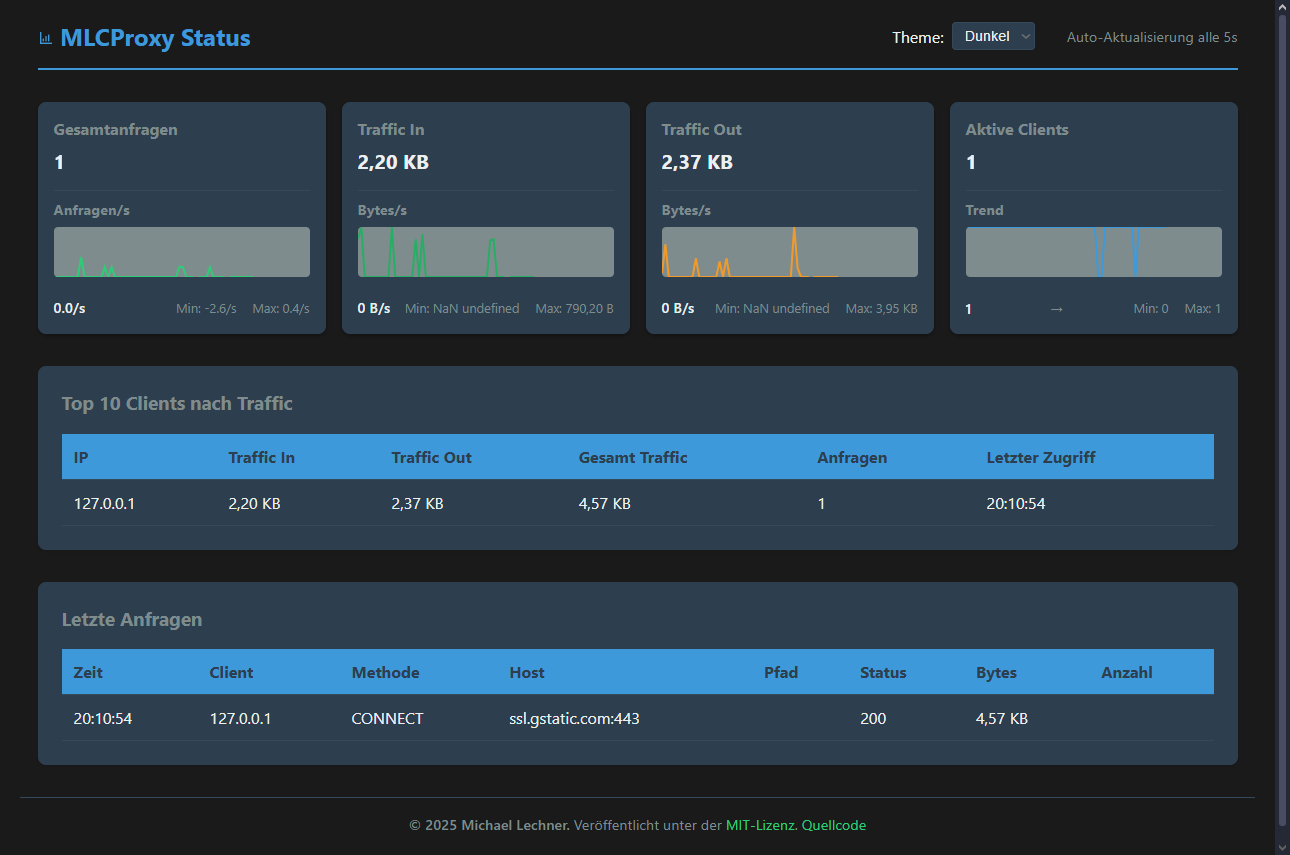 MLCProxy Status
Theme: Dunkel Auto-Aktualisierung alle 5s
Gesamtanfragen
1
Anfragen/s
0.0/s Min: -2.6/s Max: 0.4/s
Traffic In
2,20 KB
Bytes/s
0 B/s Min: NaN undefined Max: 790,20 B
Traffic Out
2,37 KB
Bytes/s
0 B/s Min: NaN undefined Max: 3,95 KB
Aktive Clients
1
Trend
1 → Min: 0 Max: 1
Top 10 Clients nach Traffic
IP Traffic In Traffic Out Gesamt Traffic Anfragen Letzter Zugriff
127.0.0.1 2,20 KB 2,37 KB 4,57 KB 1 20:10:54
Letzte Anfragen
Zeit Client Methode Host Pfad Status Bytes Anzahl
20:10:54 127.0.0.1 CONNECT ssl.gstatic.com:443 200 4,57 KB
© 2025 Michael Lechner. Veröffentlicht unter der MIT-Lizenz. Quellcode